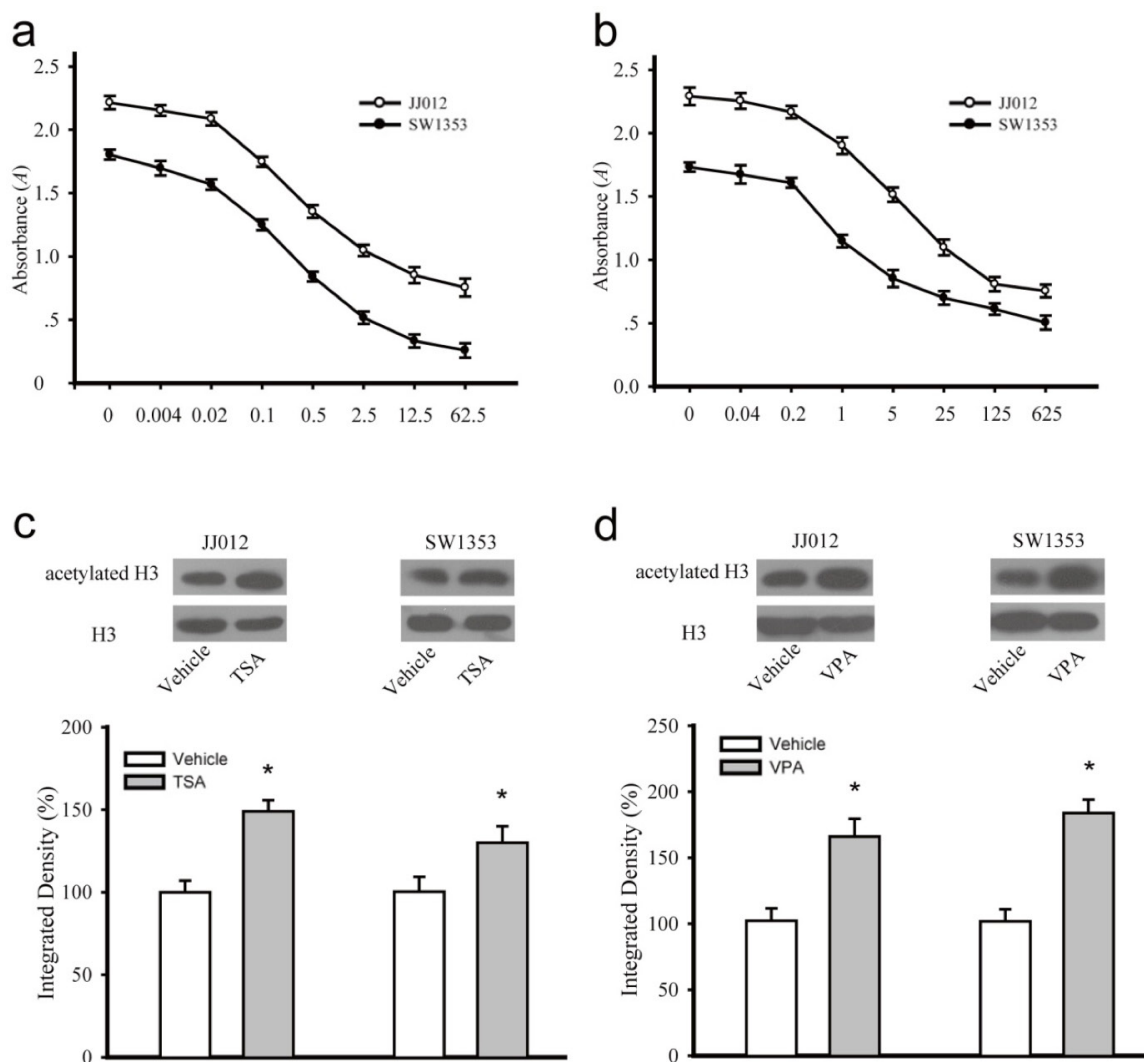 a
2.5
2.0
1.5
1.0
.5
0
Absorbance (A)
JJ012
SW1353
0 0.004 0.02 0.1 0.5 2.5 12.5 62.5
b
2.5
2.0
1.5
1.0
.5
0.0
Absorbance (A)
JJ012
SW1353
0 0.04 0.2 1 5 25 125 625
c
JJ012 SW1353
acetylated H3
H3
Vehicle TSA Vehicle TSA
200
150
100
50
0
Integrated Density (%)
Vehicle
TSA
* *
d
JJ012 SW1353
acetylated H3
H3
Vehicle VPA Vehicle VPA
250
200
150
100
50
0
Integrated Density (%)
Vehicle
VPA
* *